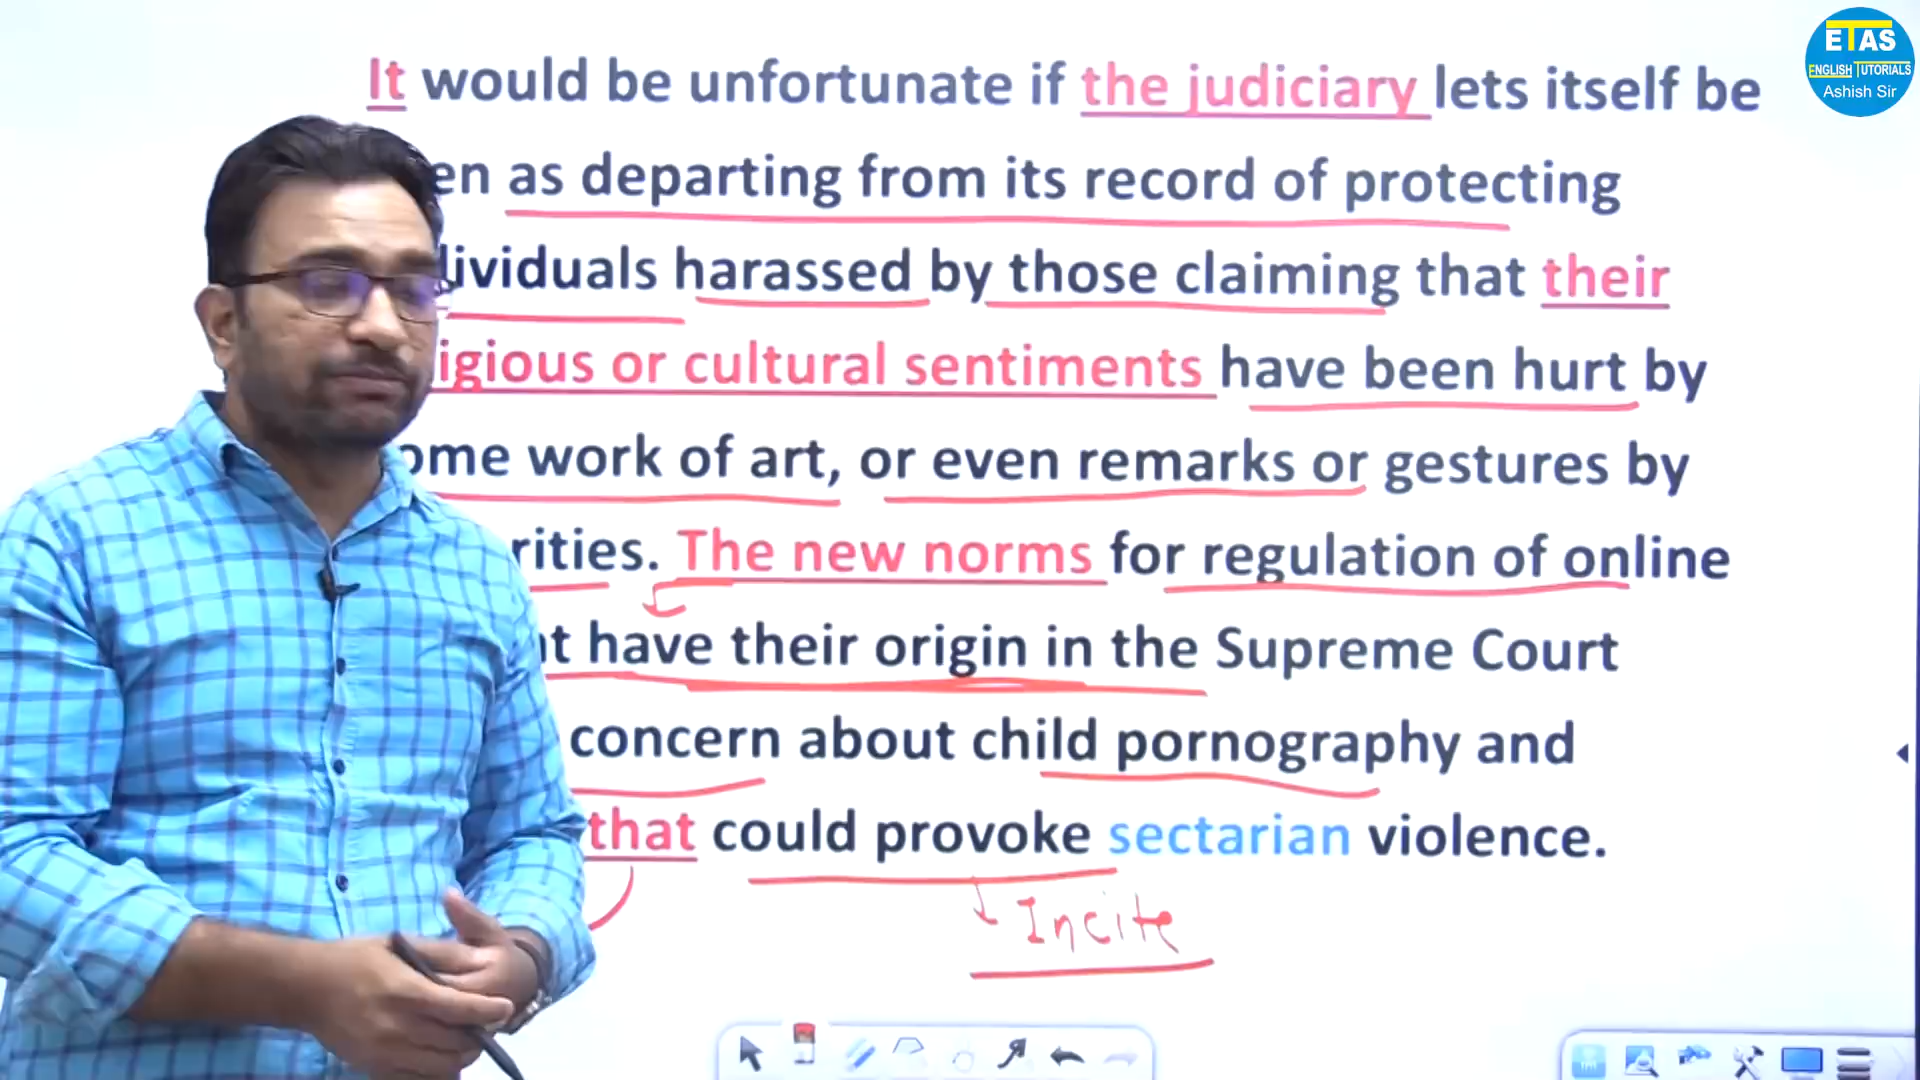 ETAS
ENGLISH TUTORIALS
Ashish Sir
It would be unfortunate if the judiciary lets itself be
en as departing from its record of protecting
ividuals harassed by those claiming that their
igious or cultural sentiments have been hurt by
ome work of art, or even remarks or gestures by
rities. The new norms for regulation of online
nt have their origin in the Supreme Court
concern about child pornography and
that could provoke sectarian violence.
Incite